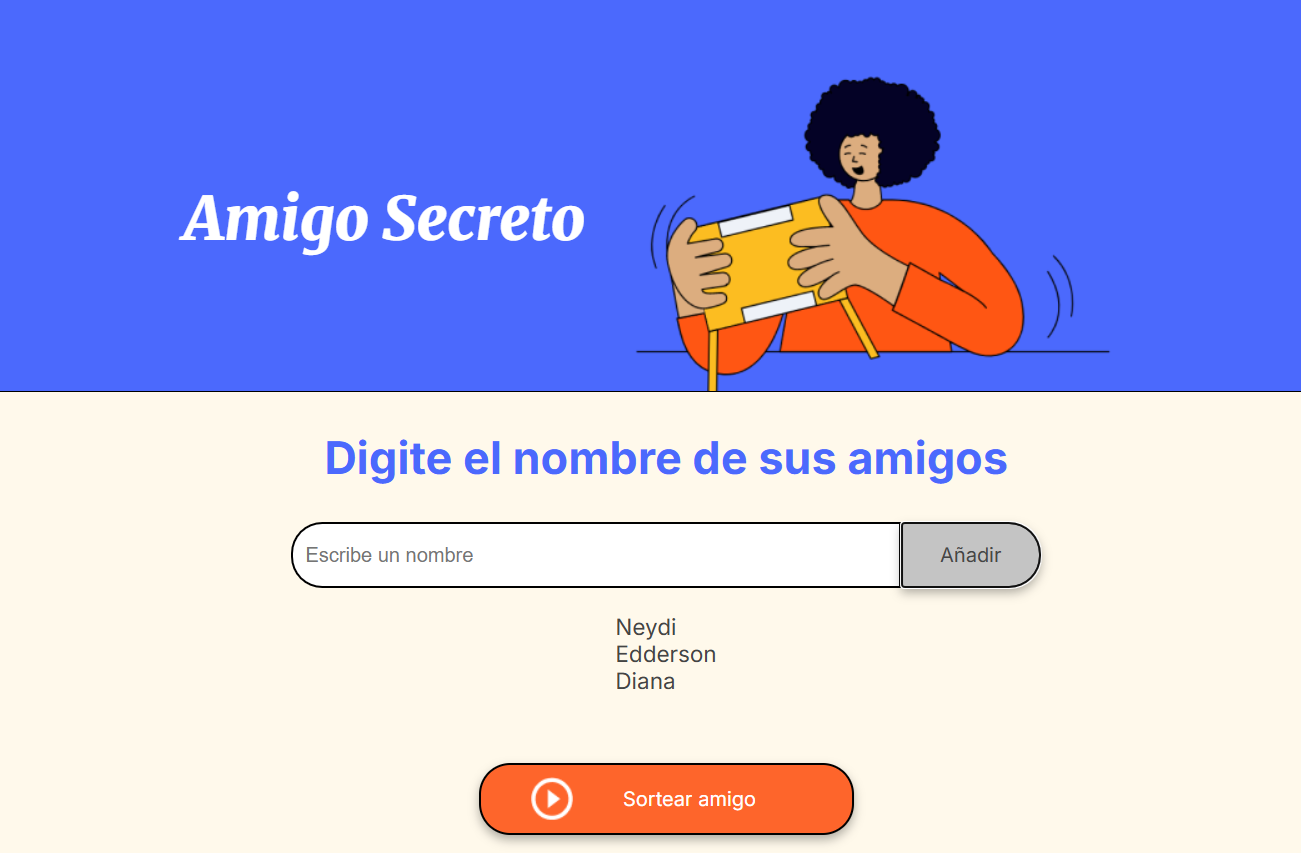 Amigo Secreto
Digite el nombre de sus amigos
Escribe un nombre
Añadir
Neydi
Edderson
Diana
Sortear amigo